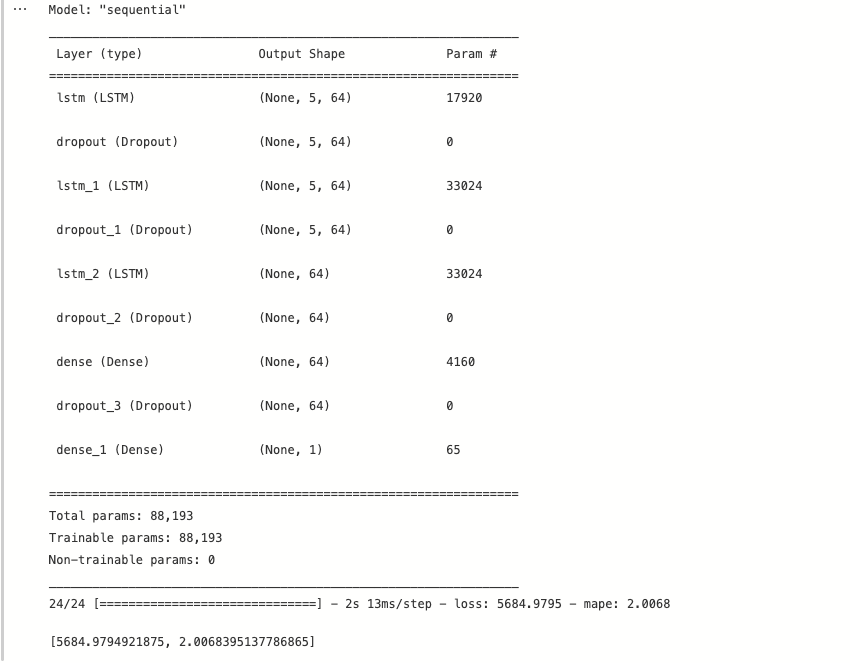 Model: "sequential"
Layer (type) Output Shape Param #
lstm (LSTM) (None, 5, 64) 17920
dropout (Dropout) (None, 5, 64) 0
lstm_1 (LSTM) (None, 5, 64) 33024
dropout_1 (Dropout) (None, 5, 64) 0
lstm_2 (LSTM) (None, 64) 33024
dropout_2 (Dropout) (None, 64) 0
dense (Dense) (None, 64) 4160
dropout_3 (Dropout) (None, 64) 0
dense_1 (Dense) (None, 1) 65
=================================================================
Total params: 88,193
Trainable params: 88,193
Non-trainable params: 0
24/24 [==============================] - 2s 13ms/step - loss: 5684.9795 - mape: 2.0068
[5684.9794921875, 2.0068395137786865]